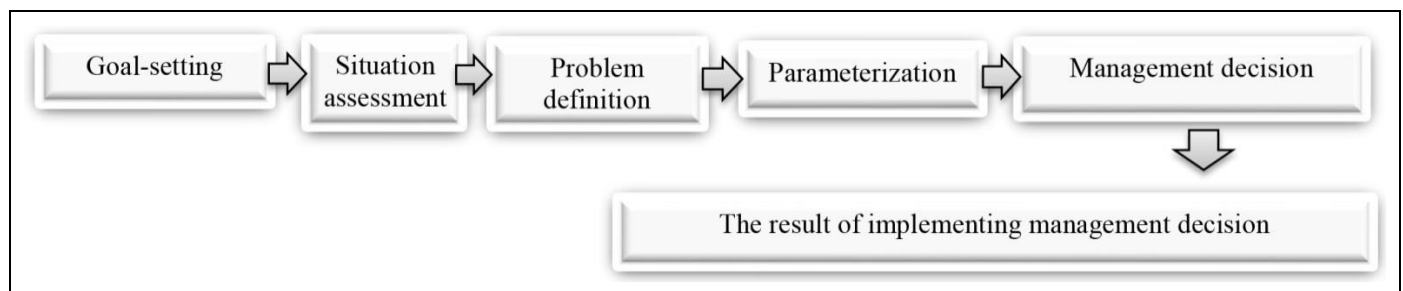 Goal-setting
Situation
assessment
Problem
definition
Parameterization
Management decision
The result of implementing management decision